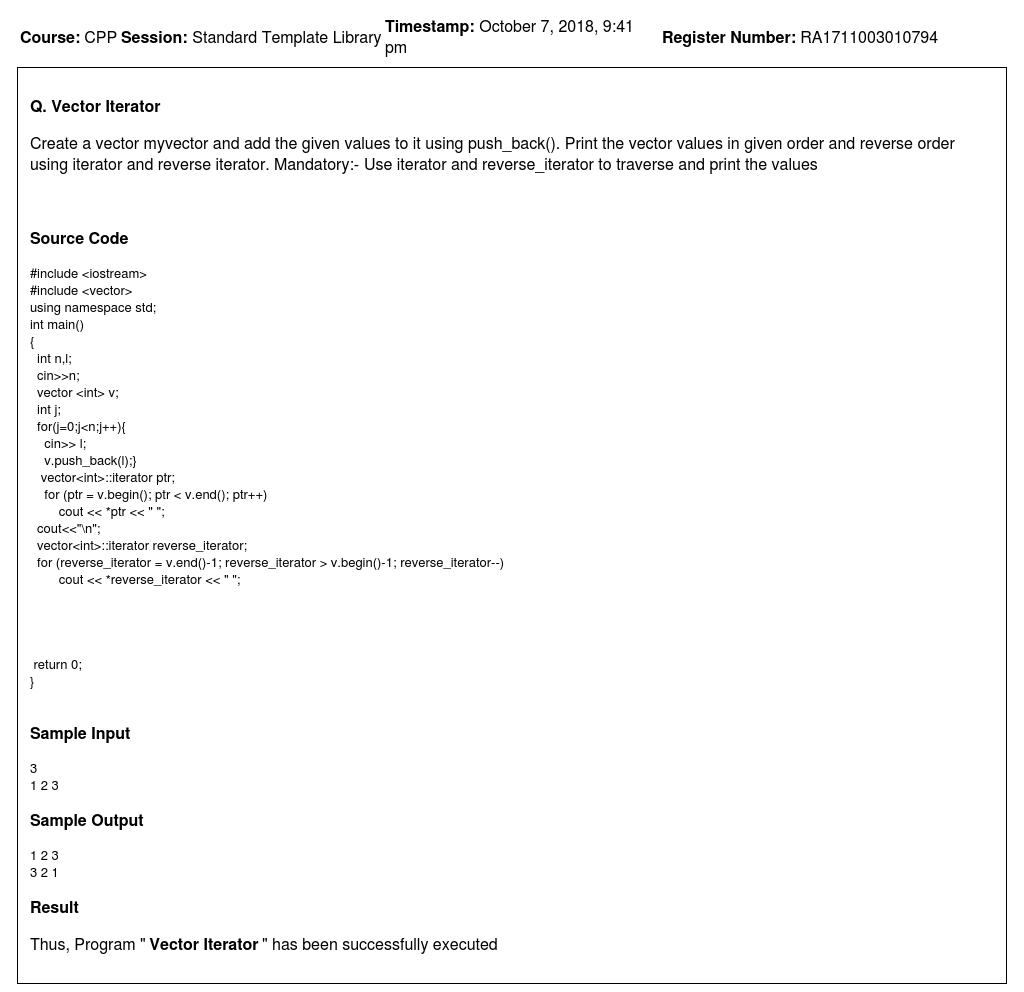 Course: CPP Session: Standard Template Library Timestamp: October 7, 2018, 9:41 pm Register Number: RA1711003010794
Q. Vector Iterator
Create a vector myvector and add the given values to it using push_back(). Print the vector values in given order and reverse order
using iterator and reverse iterator. Mandatory:- Use iterator and reverse_iterator to traverse and print the values
Source Code
#include <iostream>
#include <vector>
using namespace std;
int main()
{
  int n,l;
  cin>>n;
  vector <int> v;
  int j;
  for(j=0;j<n;j++){
    cin>> l;
    v.push_back(l);}
   vector<int>::iterator ptr;
    for (ptr = v.begin(); ptr < v.end(); ptr++)
        cout << *ptr << " ";
  cout<<"\n";
  vector<int>::iterator reverse_iterator;
  for (reverse_iterator = v.end()-1; reverse_iterator > v.begin()-1; reverse_iterator--)
        cout << *reverse_iterator << " ";
 return 0;
}
Sample Input
3
1 2 3
Sample Output
1 2 3
3 2 1
Result
Thus, Program " Vector Iterator " has been successfully executed